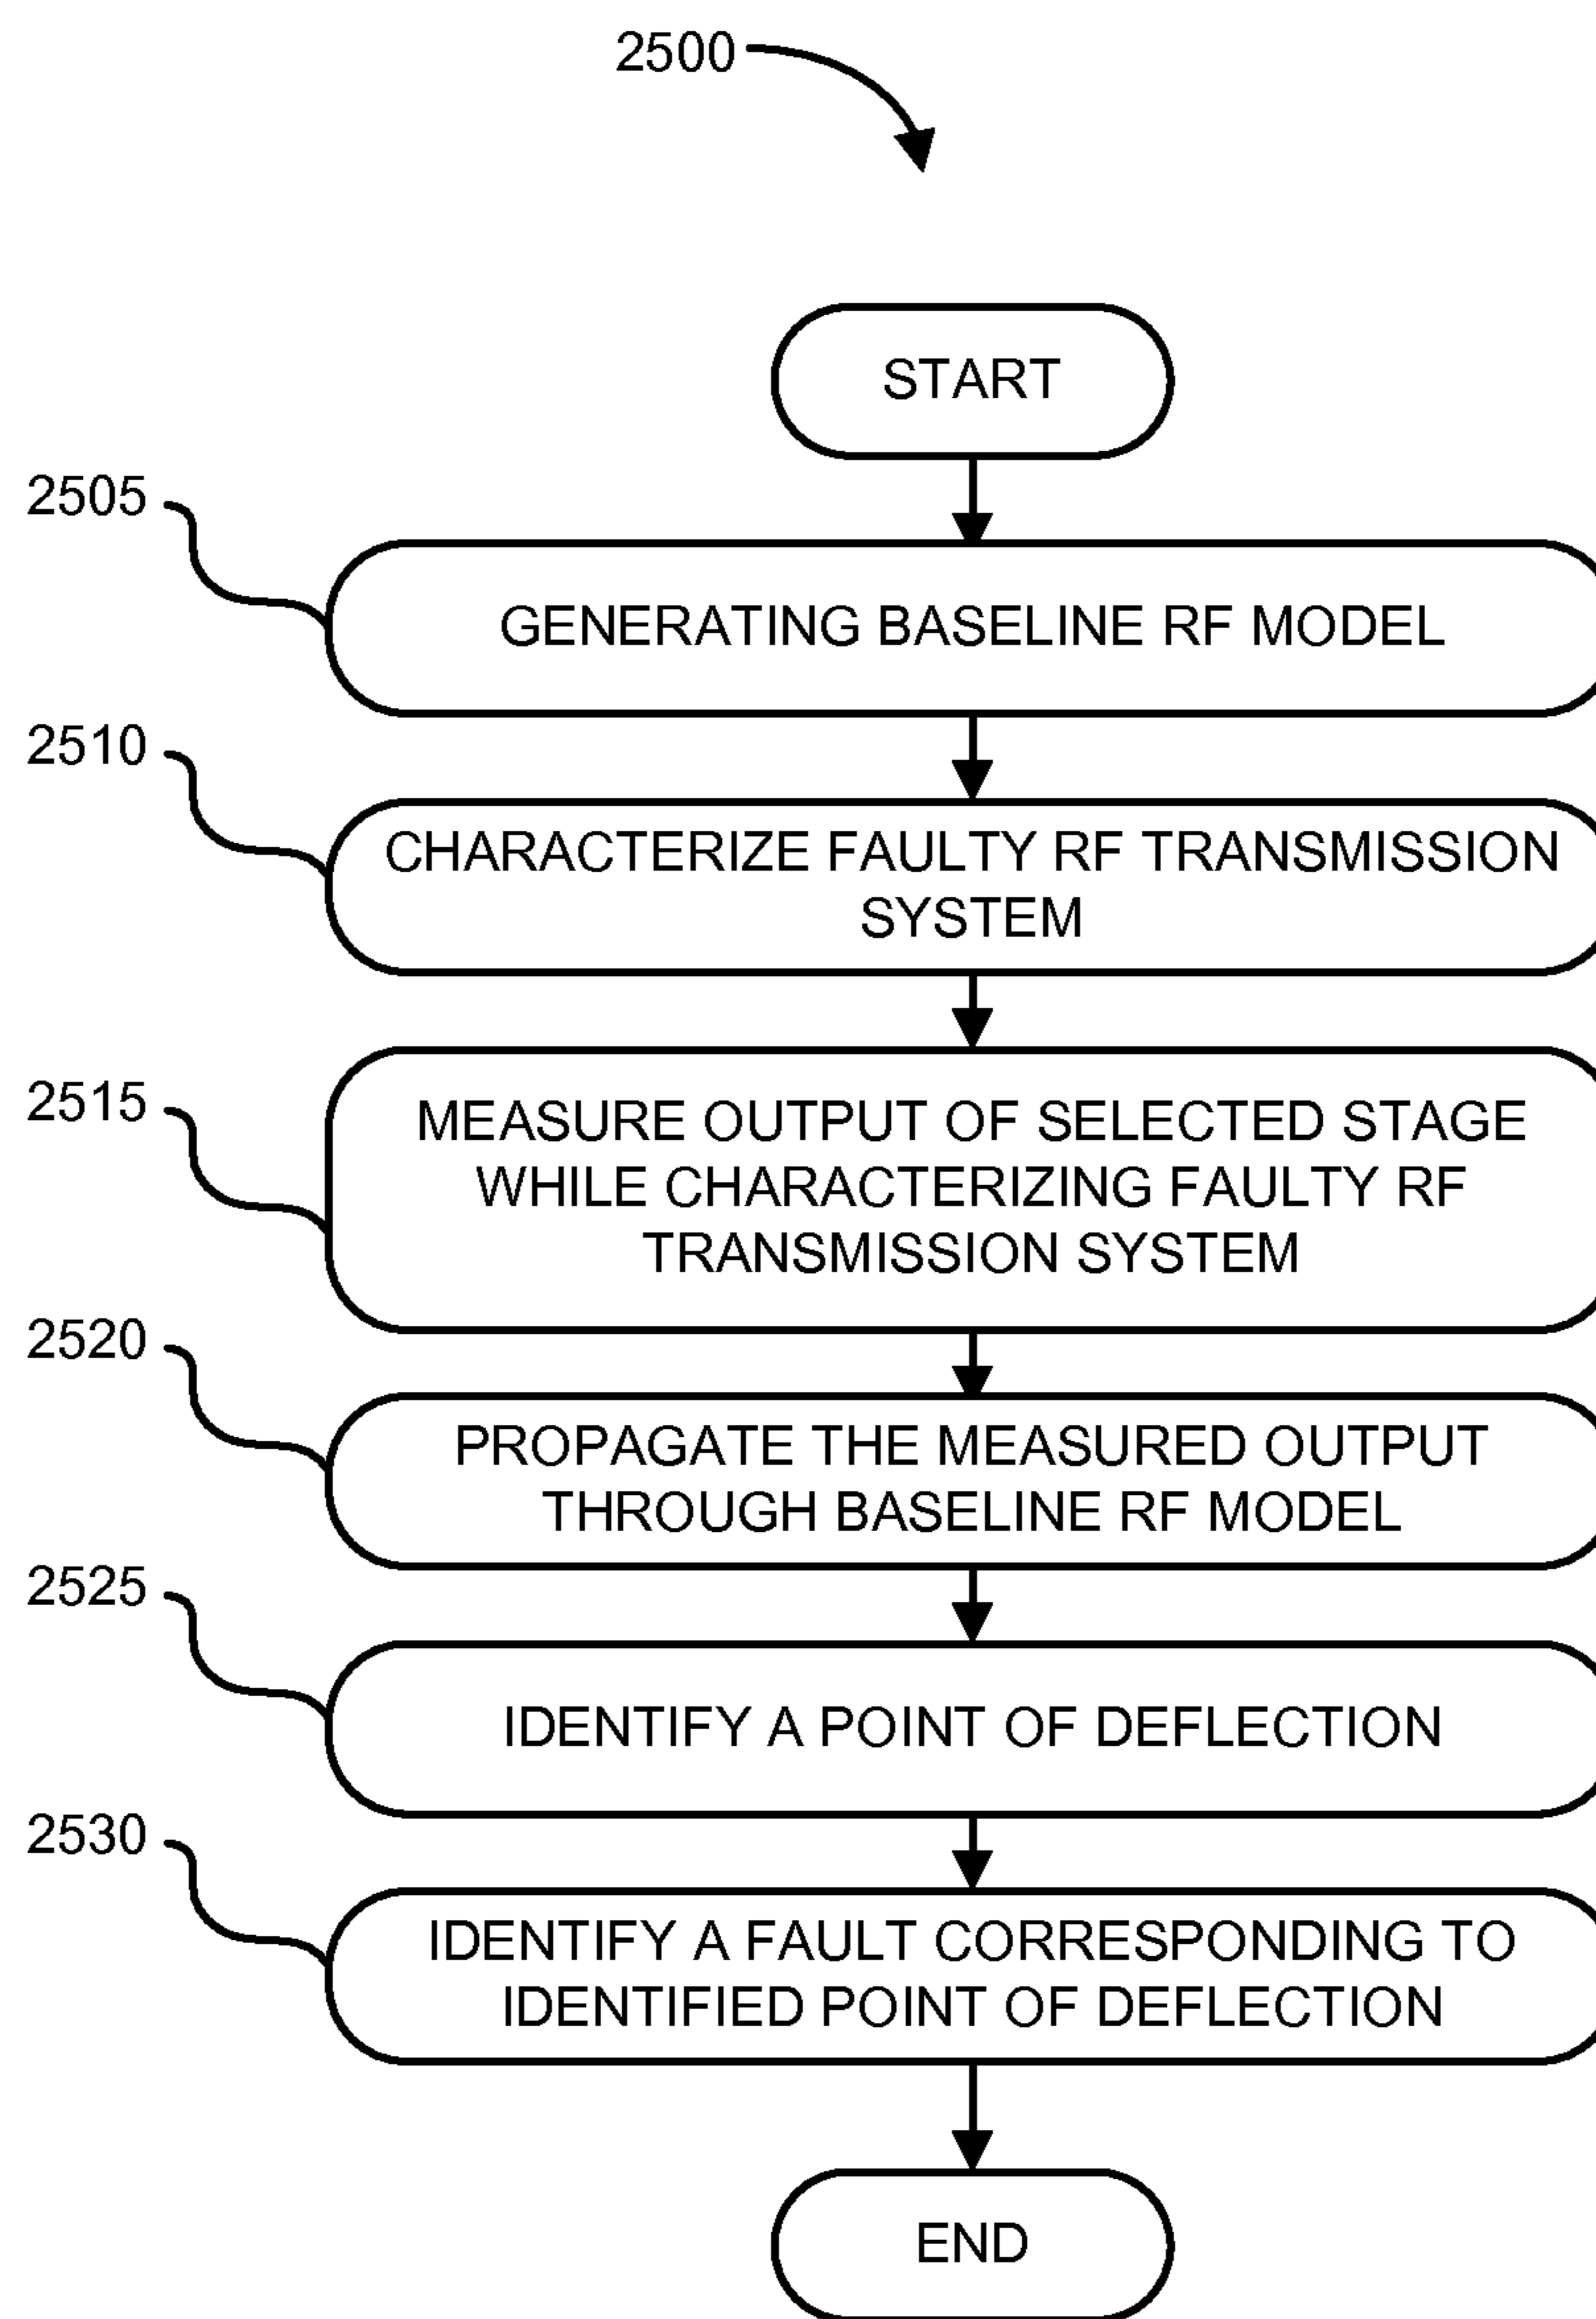 2500
START
2505
GENERATING BASELINE RF MODEL
2510
CHARACTERIZE FAULTY RF TRANSMISSION
SYSTEM
2515
MEASURE OUTPUT OF SELECTED STAGE
WHILE CHARACTERIZING FAULTY RF
TRANSMISSION SYSTEM
2520
PROPAGATE THE MEASURED OUTPUT
THROUGH BASELINE RF MODEL
2525
IDENTIFY A POINT OF DEFLECTION
2530
IDENTIFY A FAULT CORRESPONDING TO
IDENTIFIED POINT OF DEFLECTION
END